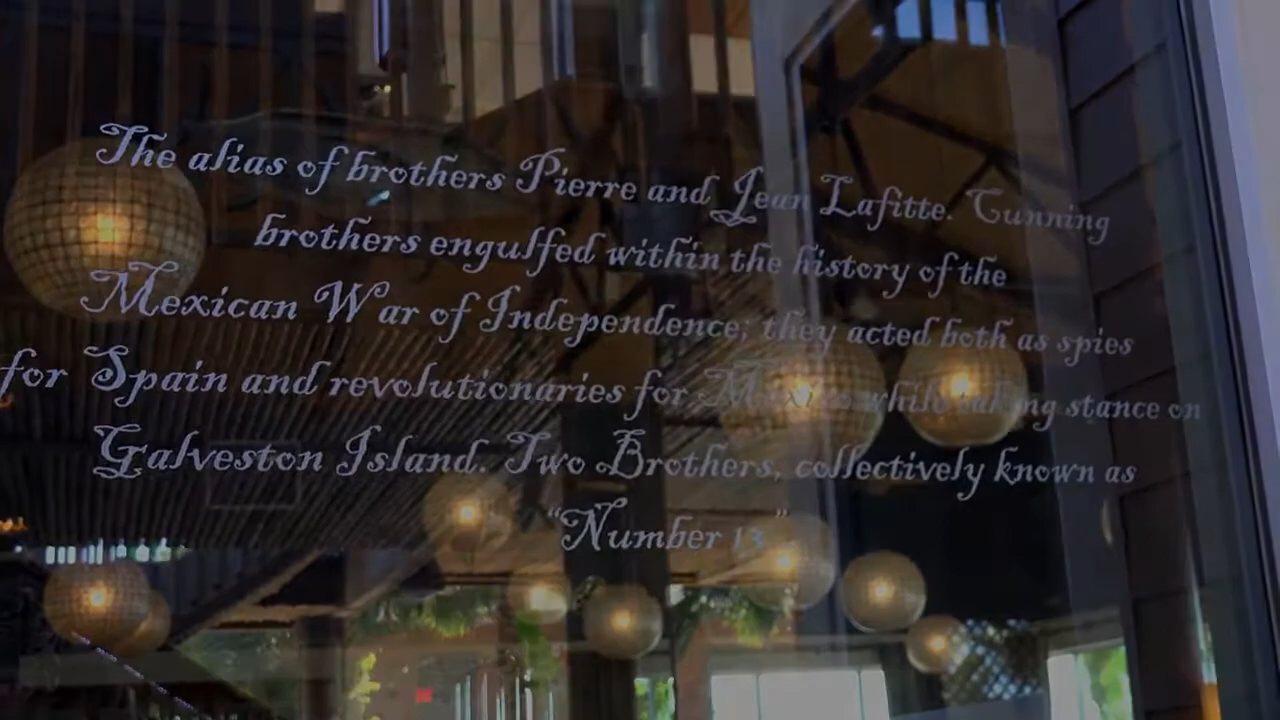 The alias of brothers Pierre and Jean Lafitte. Cunning
brothers engulfed within the history of the
Mexican War of Independence; they acted both as spies
for Spain and revolutionaries for Mexico while taking stance on
Galveston Island. Two Brothers, collectively known as
“Number 13”